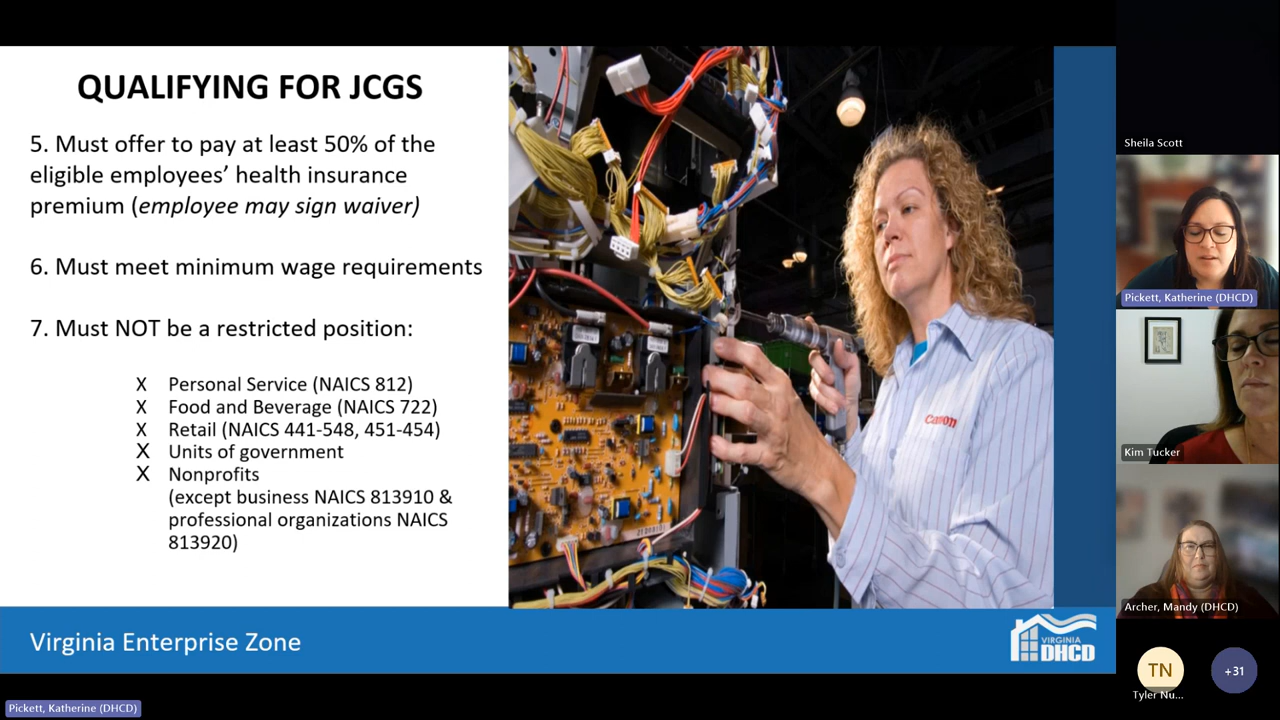 QUALIFYING FOR JCGS
5. Must offer to pay at least 50% of the
eligible employees’ health insurance
premium (employee may sign waiver)
6. Must meet minimum wage requirements
7. Must NOT be a restricted position:
X Personal Service (NAICS 812)
X Food and Beverage (NAICS 722)
X Retail (NAICS 441-548, 451-454)
X Units of government
X Nonprofits
(except business NAICS 813910 &
professional organizations NAICS
813920)
Canon
Virginia Enterprise Zone
VIRGINIA
DHCD
Sheila Scott
Pickett, Katherine (DHCD)
Kim Tucker
Archer, Mandy (DHCD)
TN
Tyler Nu...
+31
Pickett, Katherine (DHCD)